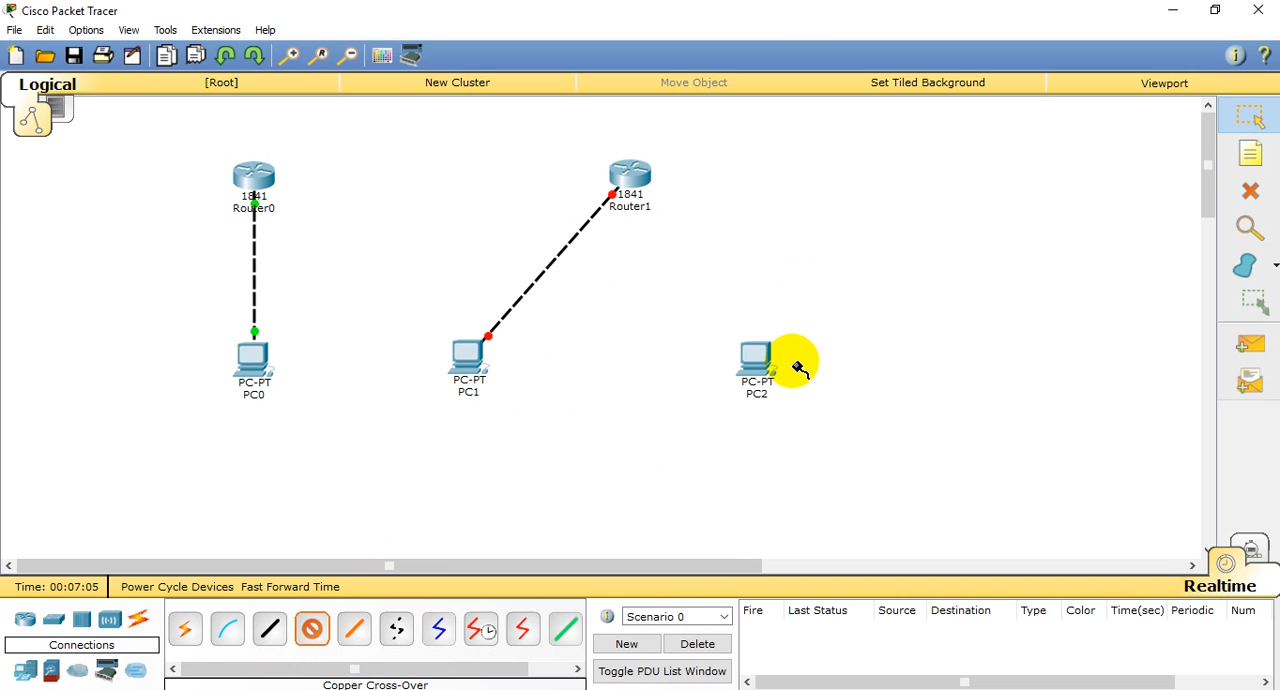 Cisco Packet Tracer
File Edit Options View Tools Extensions Help
Logical [Root] New Cluster Move Object Set Tiled Background Viewport
1841
Router0
1841
Router1
PC-PT
PC0
PC-PT
PC1
PC-PT
PC2
Time: 00:07:05 Power Cycle Devices Fast Forward Time Realtime
Connections
Copper Cross-Over
Scenario 0
New Delete
Toggle PDU List Window
Fire Last Status Source Destination Type Color Time(sec) Periodic Num